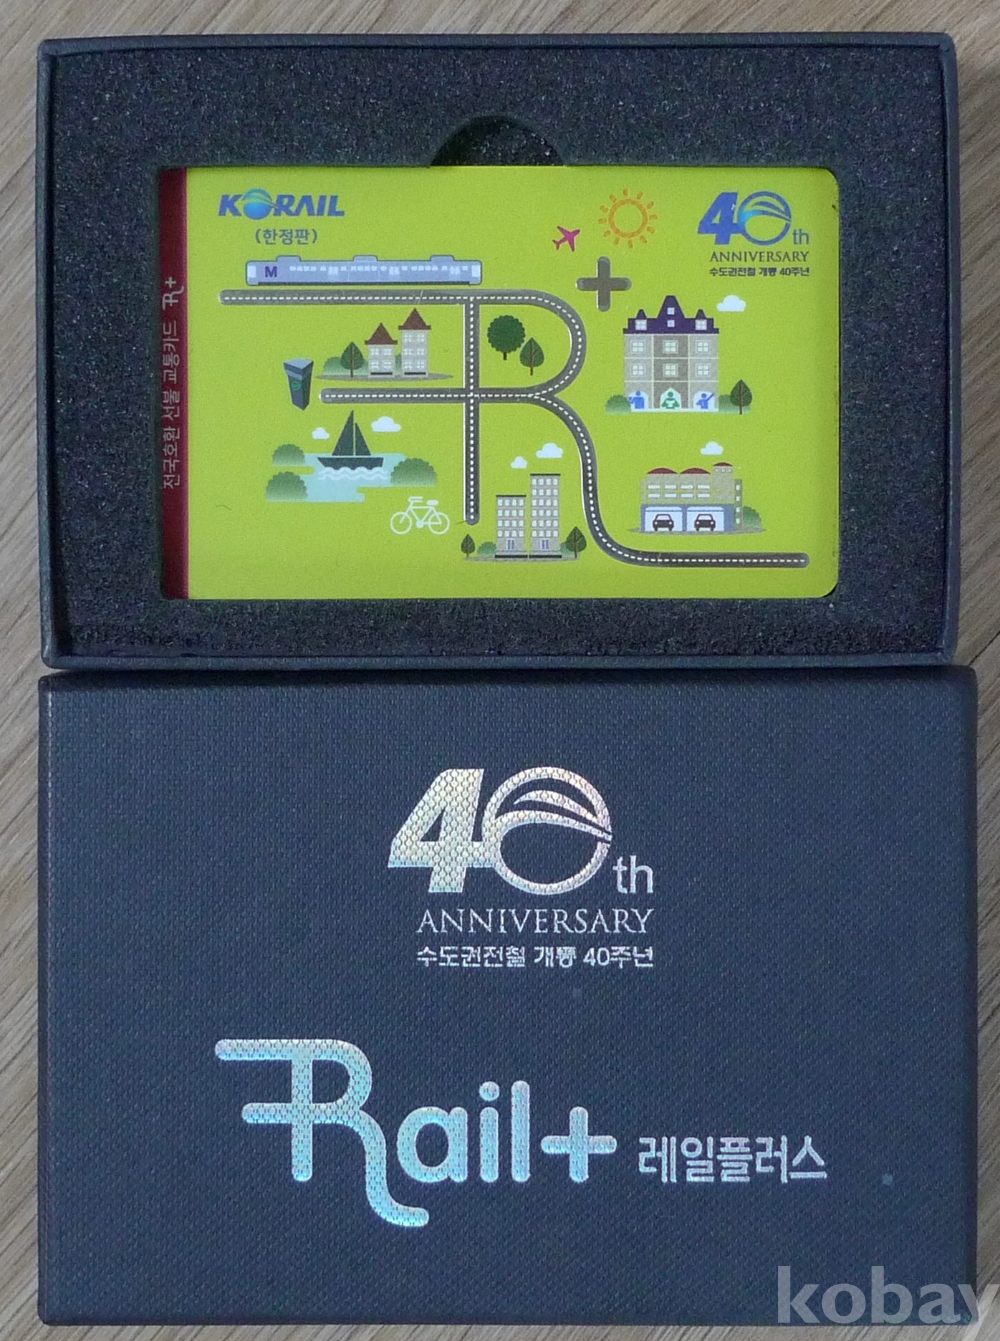 KORAIL
(한정판)
40th
ANNIVERSARY
수도권전철 개통 40주년
M
전국호환 선불 교통카드 R+
40th
ANNIVERSARY
수도권전철 개통 40주년
Rail+ 레일플러스
kobay